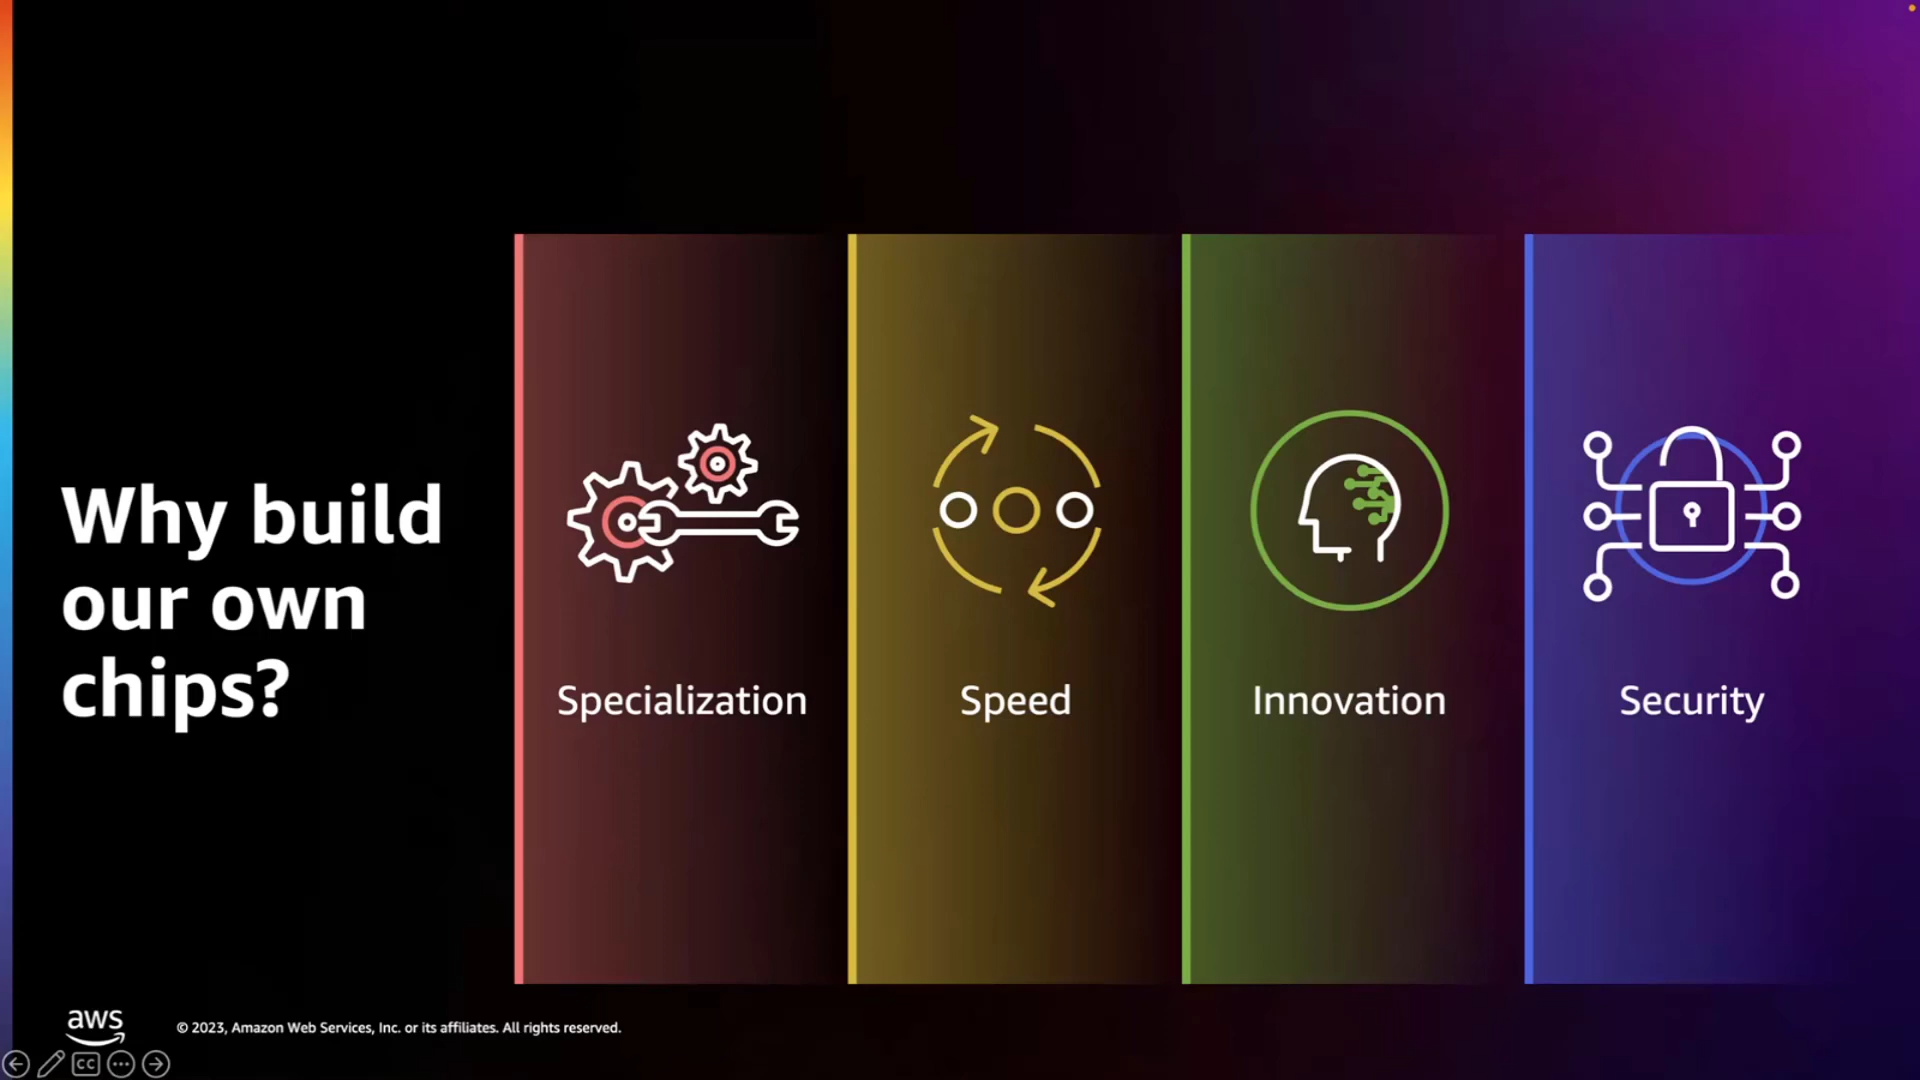 Why build
our own
chips?
Specialization
Speed
Innovation
Security
aws
© 2023, Amazon Web Services, Inc. or its affiliates. All rights reserved.
CC